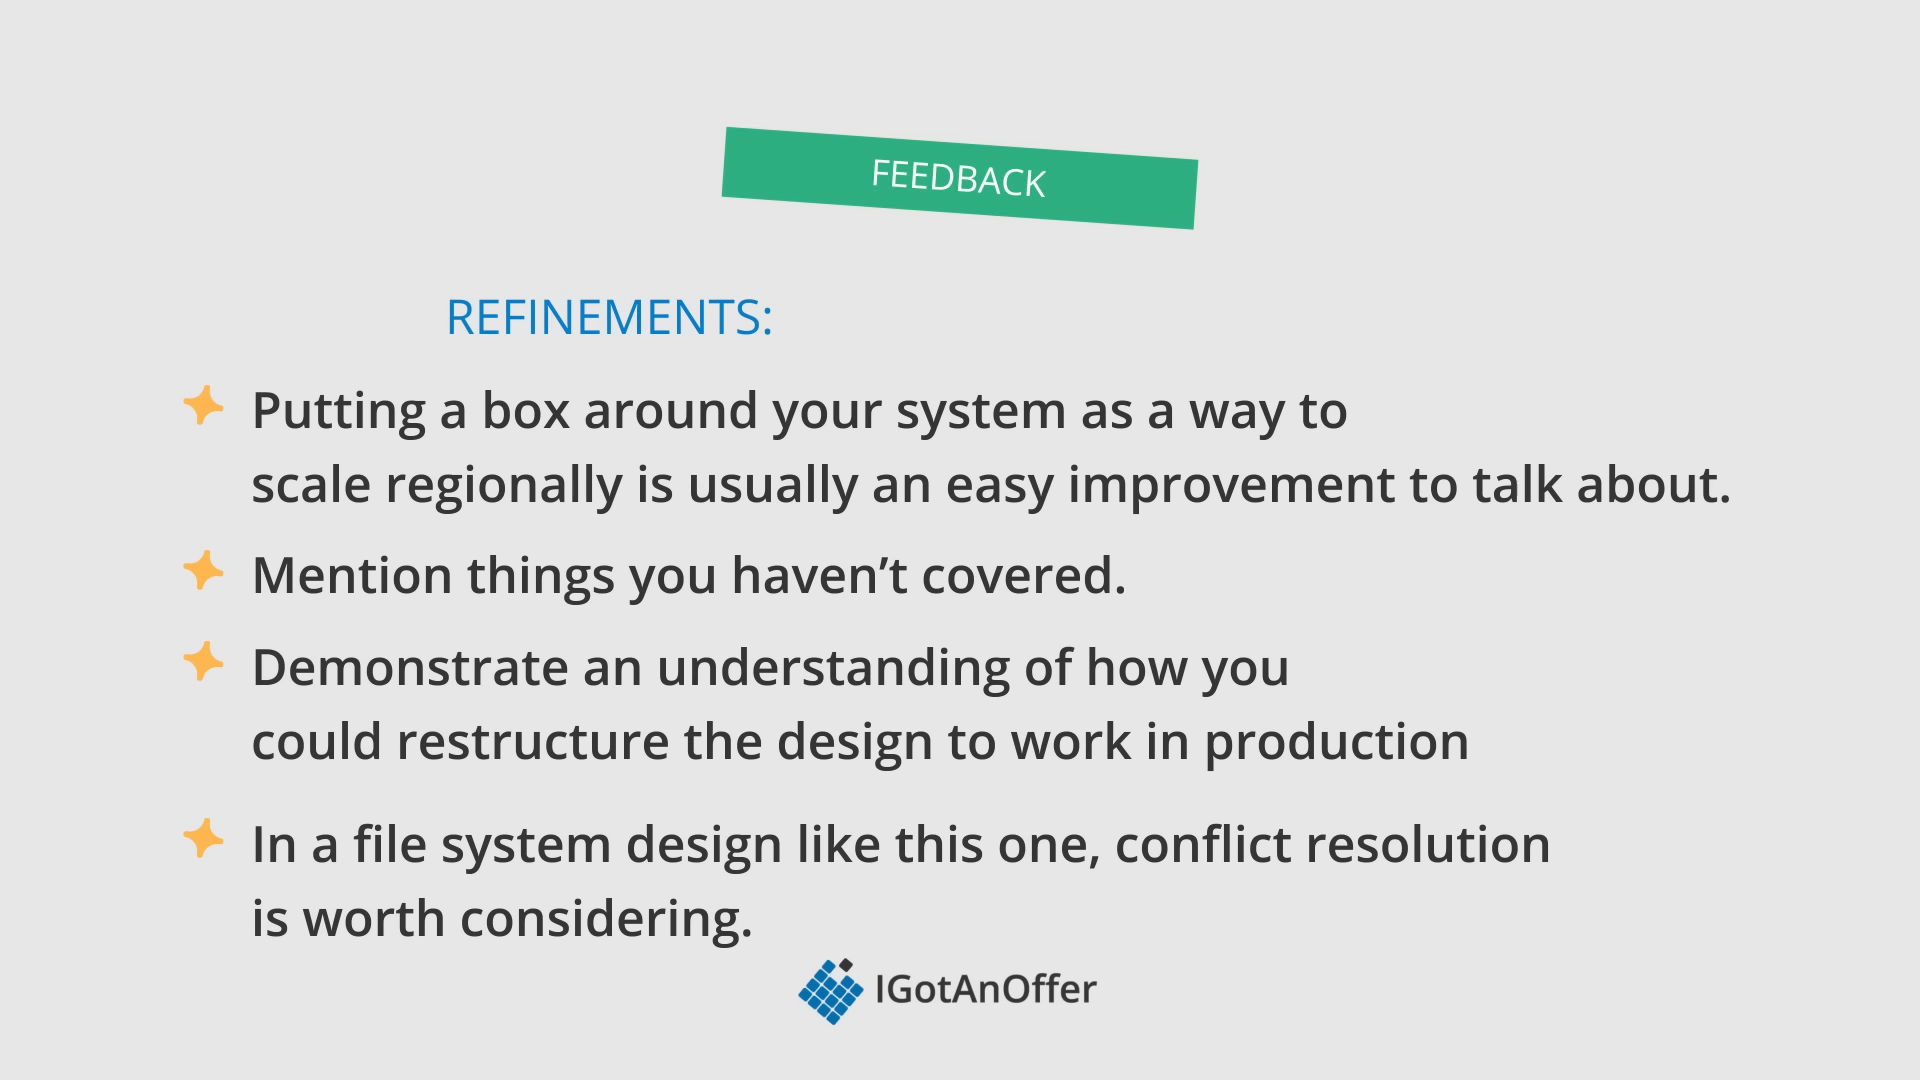 FEEDBACK
REFINEMENTS:
Putting a box around your system as a way to
scale regionally is usually an easy improvement to talk about.
Mention things you haven’t covered.
Demonstrate an understanding of how you
could restructure the design to work in production
In a file system design like this one, conflict resolution
is worth considering.
IGotAnOffer